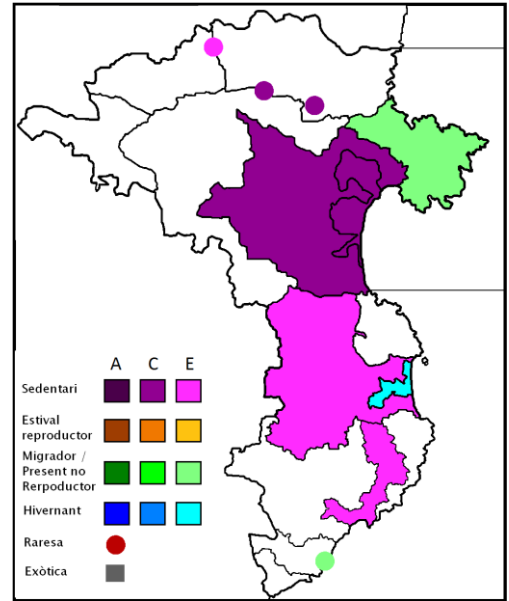 A C E
Sedentari
Estival
reproductor
Migrador /
Present no
Rerpoductor
Hivernant
Raresa
Exòtica